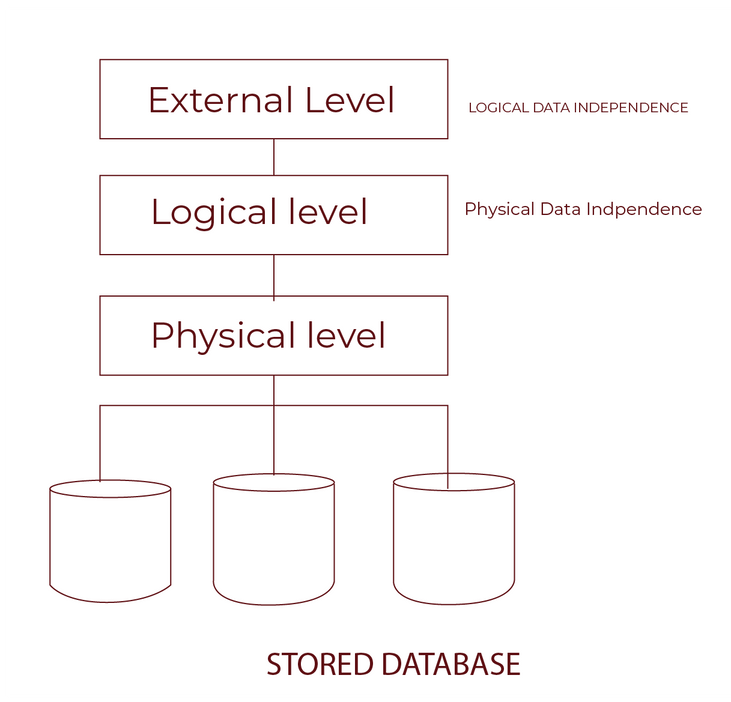 External Level
LOGICAL DATA INDEPENDENCE
Logical level
Physical Data Indpendence
Physical level
STORED DATABASE